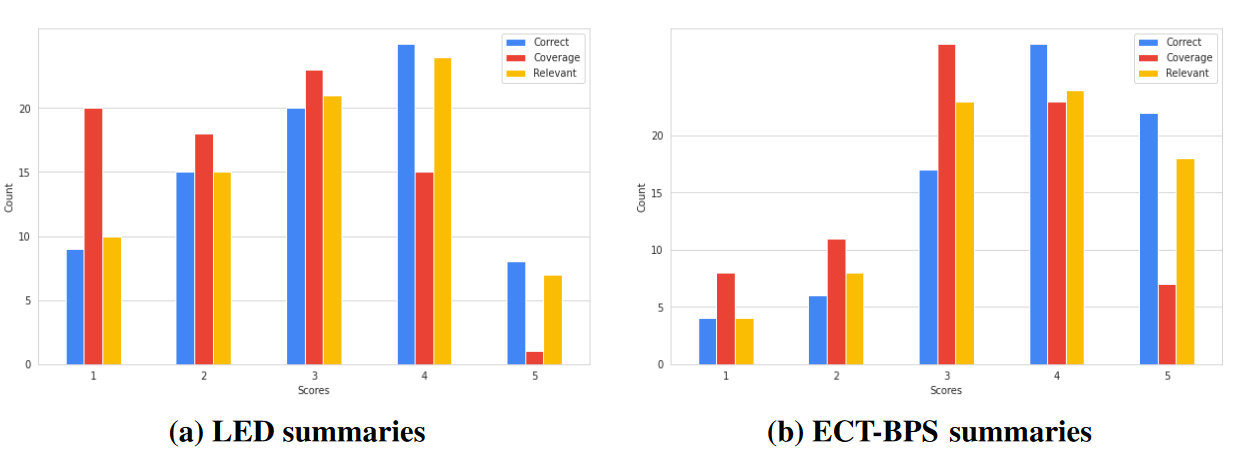 Correct
Coverage
Relevant
20
15
10
5
0
Count
1 2 3 4 5
Scores
(a) LED summaries
Correct
Coverage
Relevant
20
15
10
5
0
Count
1 2 3 4 5
Scores
(b) ECT-BPS summaries